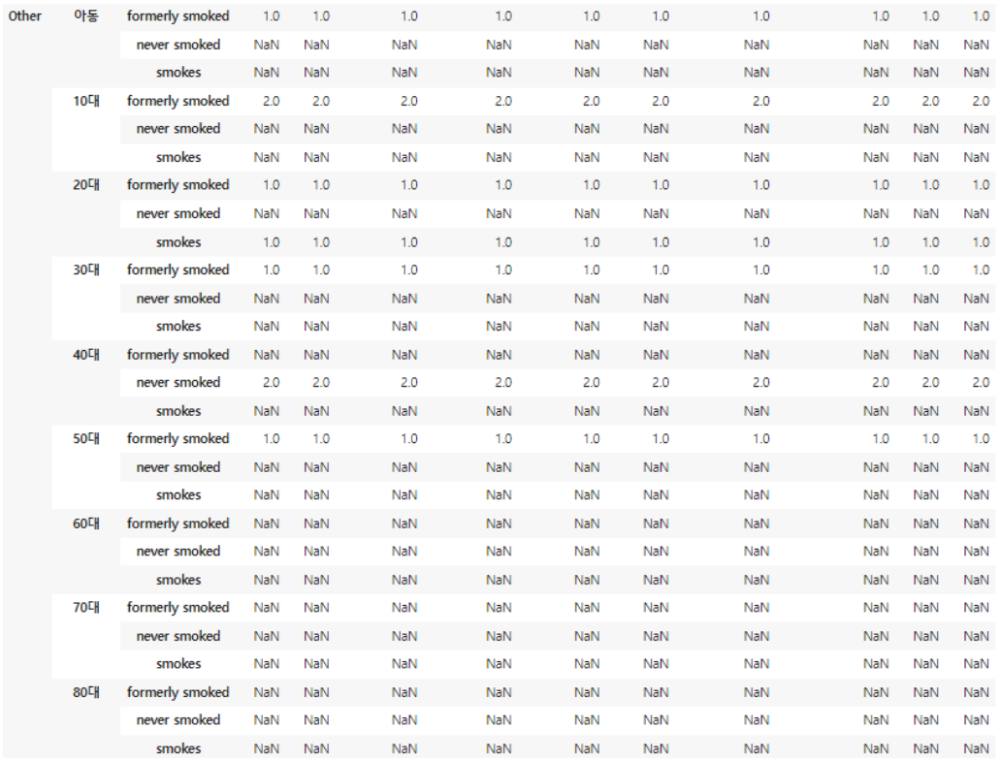 Other 아동 formerly smoked 1.0 1.0 1.0 1.0 1.0 1.0 1.0 1.0 1.0 1.0
never smoked NaN NaN NaN NaN NaN NaN NaN NaN NaN NaN
smokes NaN NaN NaN NaN NaN NaN NaN NaN NaN NaN
10대 formerly smoked 2.0 2.0 2.0 2.0 2.0 2.0 2.0 2.0 2.0 2.0
never smoked NaN NaN NaN NaN NaN NaN NaN NaN NaN NaN
smokes NaN NaN NaN NaN NaN NaN NaN NaN NaN NaN
20대 formerly smoked 1.0 1.0 1.0 1.0 1.0 1.0 1.0 1.0 1.0 1.0
never smoked NaN NaN NaN NaN NaN NaN NaN NaN NaN NaN
smokes 1.0 1.0 1.0 1.0 1.0 1.0 1.0 1.0 1.0 1.0
30대 formerly smoked 1.0 1.0 1.0 1.0 1.0 1.0 1.0 1.0 1.0 1.0
never smoked NaN NaN NaN NaN NaN NaN NaN NaN NaN NaN
smokes NaN NaN NaN NaN NaN NaN NaN NaN NaN NaN
40대 formerly smoked NaN NaN NaN NaN NaN NaN NaN NaN NaN NaN
never smoked 2.0 2.0 2.0 2.0 2.0 2.0 2.0 2.0 2.0 2.0
smokes NaN NaN NaN NaN NaN NaN NaN NaN NaN NaN
50대 formerly smoked 1.0 1.0 1.0 1.0 1.0 1.0 1.0 1.0 1.0 1.0
never smoked NaN NaN NaN NaN NaN NaN NaN NaN NaN NaN
smokes NaN NaN NaN NaN NaN NaN NaN NaN NaN NaN
60대 formerly smoked NaN NaN NaN NaN NaN NaN NaN NaN NaN NaN
never smoked NaN NaN NaN NaN NaN NaN NaN NaN NaN NaN
smokes NaN NaN NaN NaN NaN NaN NaN NaN NaN NaN
70대 formerly smoked NaN NaN NaN NaN NaN NaN NaN NaN NaN NaN
never smoked NaN NaN NaN NaN NaN NaN NaN NaN NaN NaN
smokes NaN NaN NaN NaN NaN NaN NaN NaN NaN NaN
80대 formerly smoked NaN NaN NaN NaN NaN NaN NaN NaN NaN NaN
never smoked NaN NaN NaN NaN NaN NaN NaN NaN NaN NaN
smokes NaN NaN NaN NaN NaN NaN NaN NaN NaN NaN